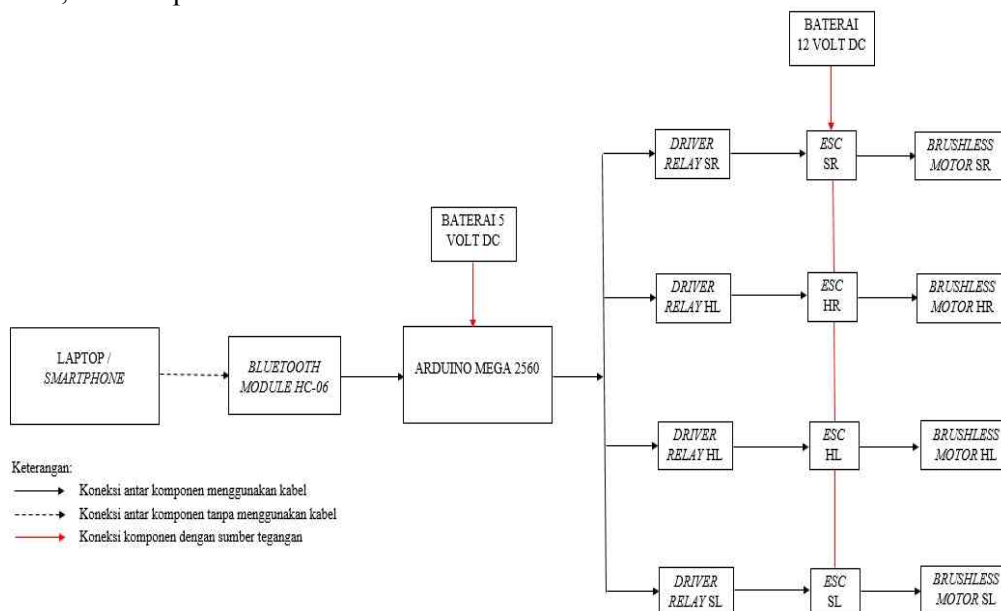 BATERAI
12 VOLT DC
DRIVER
RELAY SR
ESC
SR
BRUSHLESS
MOTOR SR
BATERAI 5
VOLT DC
DRIVER
RELAY HL
ESC
HR
BRUSHLESS
MOTOR HR
LAPTOP /
SMARTPHONE
BLUETOOTH
MODULE HC-06
ARDUINO MEGA 2560
DRIVER
RELAY HL
ESC
HL
BRUSHLESS
MOTOR HL
Keterangan:
Koneksi antar komponen menggunakan kabel
Koneksi antar komponen tanpa menggunakan kabel
Koneksi komponen dengan sumber tegangan
DRIVER
RELAY SL
ESC
SL
BRUSHLESS
MOTOR SL